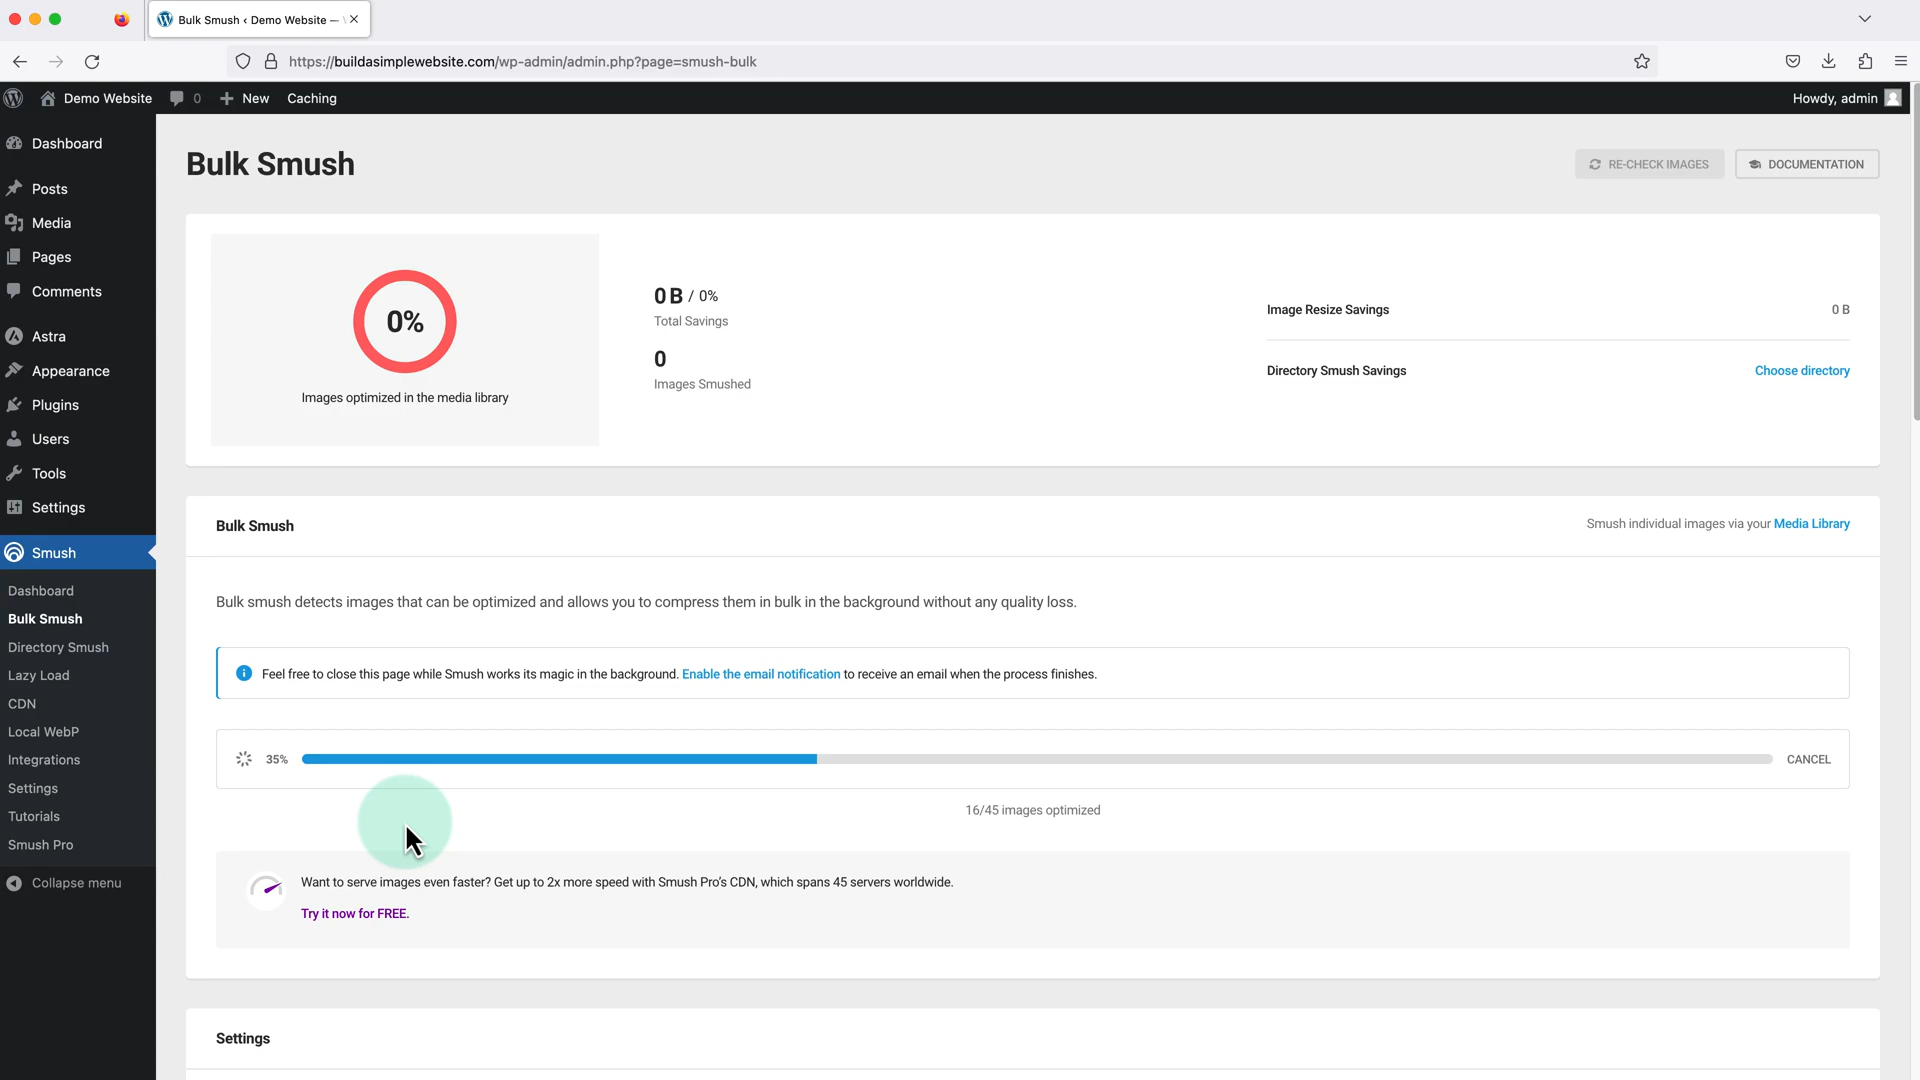 Bulk Smush ‹ Demo Website —
https://buildasimplewebsite.com/wp-admin/admin.php?page=smush-bulk
Demo Website 0 New Caching Howdy, admin
Dashboard
Posts
Media
Pages
Comments
Astra
Appearance
Plugins
Users
Tools
Settings
Smush
Dashboard
Bulk Smush
Directory Smush
Lazy Load
CDN
Local WebP
Integrations
Settings
Tutorials
Smush Pro
Collapse menu
Bulk Smush
RE-CHECK IMAGES
DOCUMENTATION
0%
Images optimized in the media library
0 B / 0%
Total Savings
0
Images Smushed
Image Resize Savings 0 B
Directory Smush Savings Choose directory
Bulk Smush
Smush individual images via your Media Library
Bulk smush detects images that can be optimized and allows you to compress them in bulk in the background without any quality loss.
Feel free to close this page while Smush works its magic in the background. Enable the email notification to receive an email when the process finishes.
35% CANCEL
16/45 images optimized
Want to serve images even faster? Get up to 2x more speed with Smush Pro's CDN, which spans 45 servers worldwide.
Try it now for FREE.
Settings